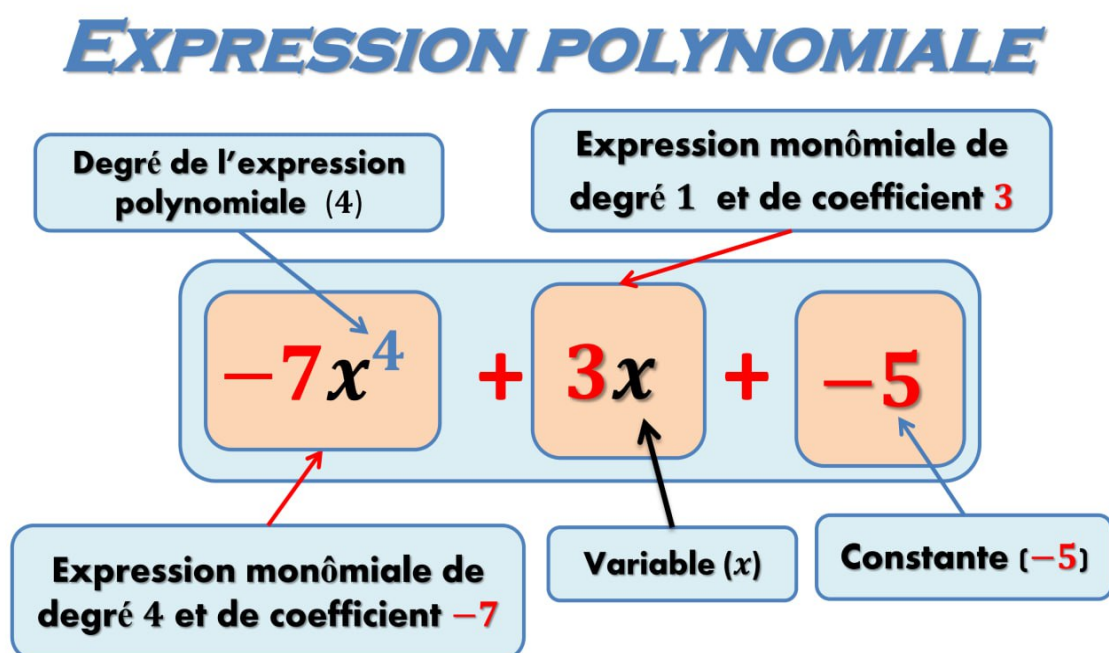 EXPRESSION POLYNOMIALE
Degré de l'expression
polynomiale (4)
Expression monômiale de
degré 1 et de coefficient 3
−7x⁴ + 3x + −5
Expression monômiale de
degré 4 et de coefficient −7
Variable (x)
Constante (−5)